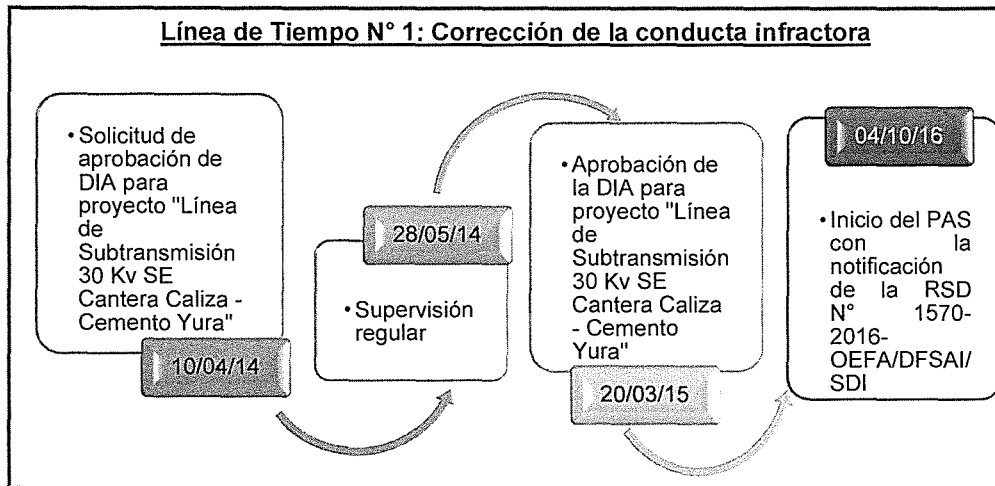 Línea de Tiempo N° 1: Corrección de la conducta infractora
• Solicitud de
aprobación de
DIA para
proyecto "Línea
de
Subtransmisión
30 Kv SE
Cantera Caliza -
Cemento Yura"
10/04/14
28/05/14
• Supervisión
regular
• Aprobación de
la DIA para
proyecto "Línea
de
Subtransmisión
30 Kv SE
Cantera Caliza
- Cemento
Yura"
20/03/15
04/10/16
• Inicio del PAS
con la
notificación
de la RSD
N° 1570-
2016-
OEFA/DFSAI/
SDI